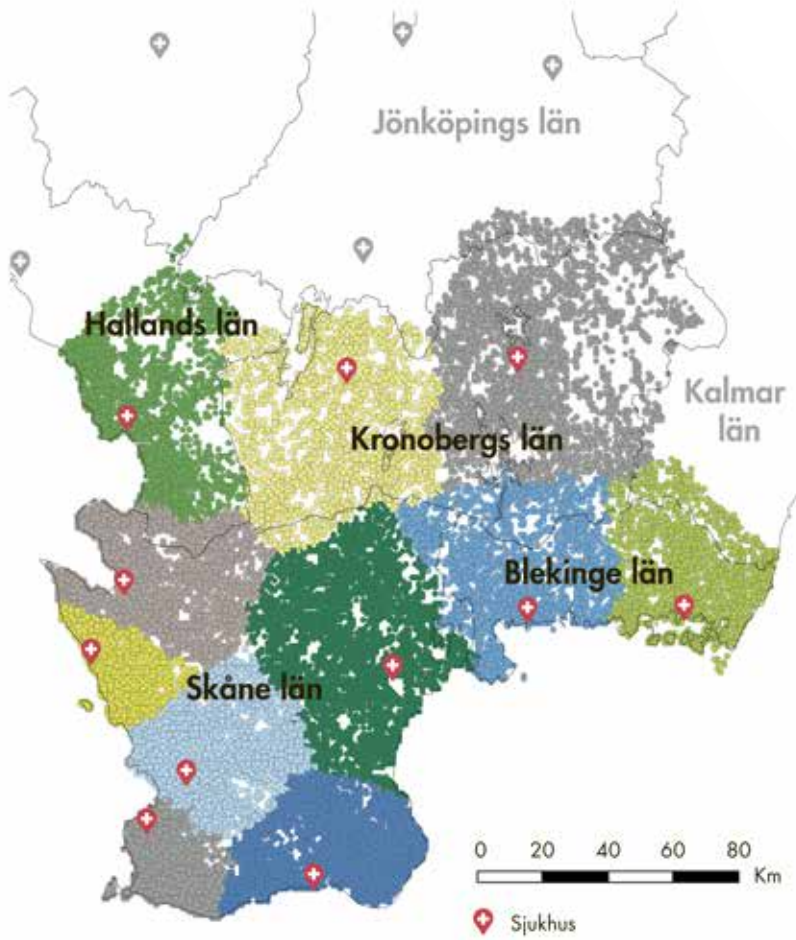 Jönköpings län
Hallands län
Kalmar
län
Kronobergs län
Blekinge län
Skåne län
0 20 40 60 80
Km
Sjukhus